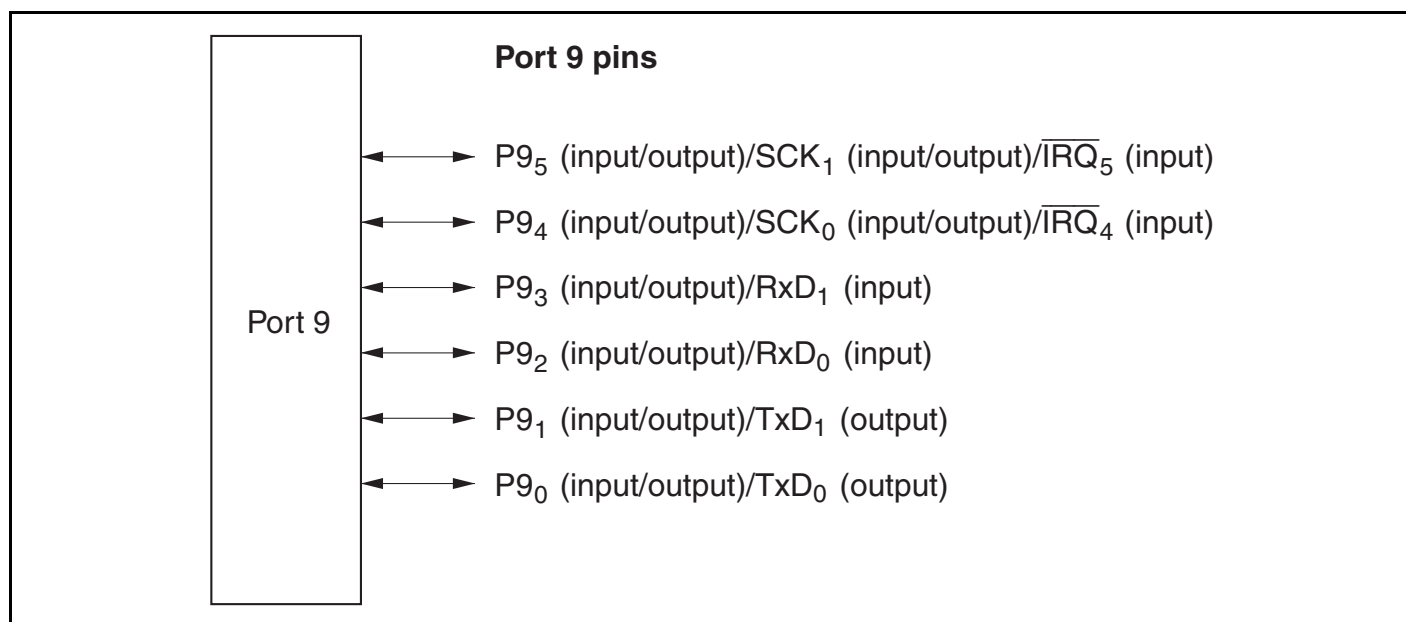 Port 9 pins
P9₅ (input/output)/SCK₁ (input/output)/I̅R̅Q̅₅ (input)
P9₄ (input/output)/SCK₀ (input/output)/I̅R̅Q̅₄ (input)
P9₃ (input/output)/RxD₁ (input)
Port 9
P9₂ (input/output)/RxD₀ (input)
P9₁ (input/output)/TxD₁ (output)
P9₀ (input/output)/TxD₀ (output)